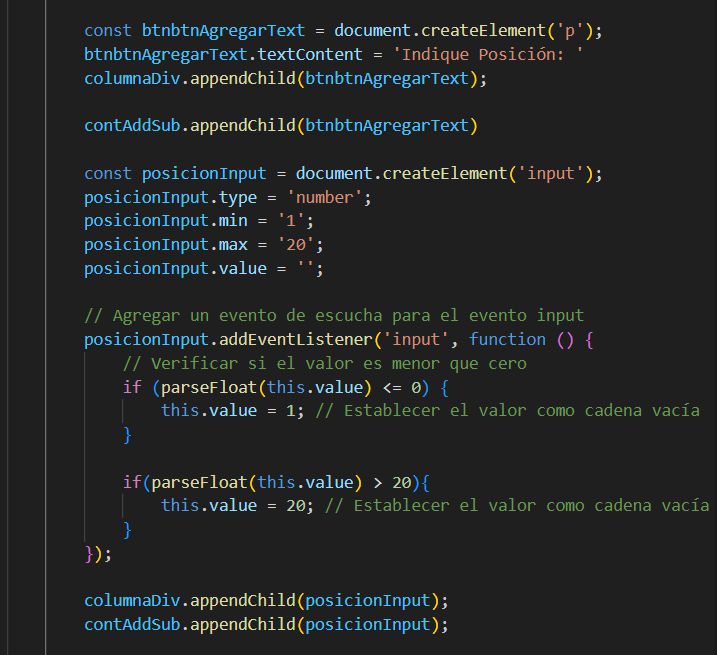 const btnbtnAgregarText = document.createElement('p');
btnbtnAgregarText.textContent = 'Indique Posición: '
columnaDiv.appendChild(btnbtnAgregarText);
contAddSub.appendChild(btnbtnAgregarText)
const posicionInput = document.createElement('input');
posicionInput.type = 'number';
posicionInput.min = '1';
posicionInput.max = '20';
posicionInput.value = '';
// Agregar un evento de escucha para el evento input
posicionInput.addEventListener('input', function () {
// Verificar si el valor es menor que cero
if (parseFloat(this.value) <= 0) {
this.value = 1; // Establecer el valor como cadena vacía
}
if(parseFloat(this.value) > 20){
this.value = 20; // Establecer el valor como cadena vacía
}
});
columnaDiv.appendChild(posicionInput);
contAddSub.appendChild(posicionInput);